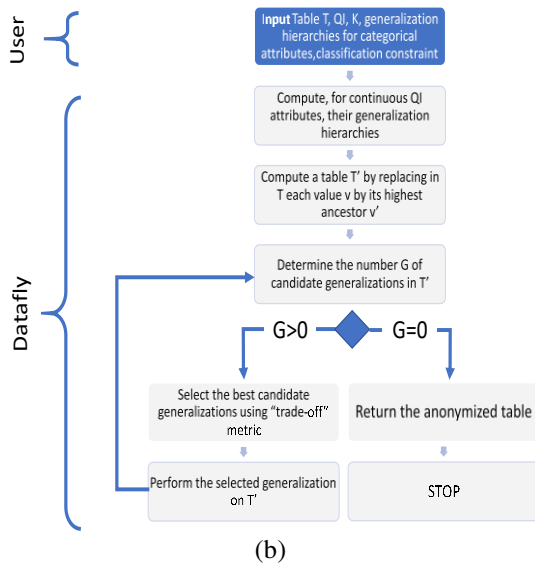 User
Input Table T, QI, K, generalization
hierarchies for categorical
attributes,classification constraint
Datafly
Compute, for continuous QI
attributes, their generalization
hierarchies
Compute a table T’ by replacing in
T each value v by its highest
ancestor v’
Determine the number G of
candidate generalizations in T’
G>0
G=0
Select the best candidate
generalizations using “trade-off”
metric
Return the anonymized table
Perform the selected generalization
on T’
STOP
(b)